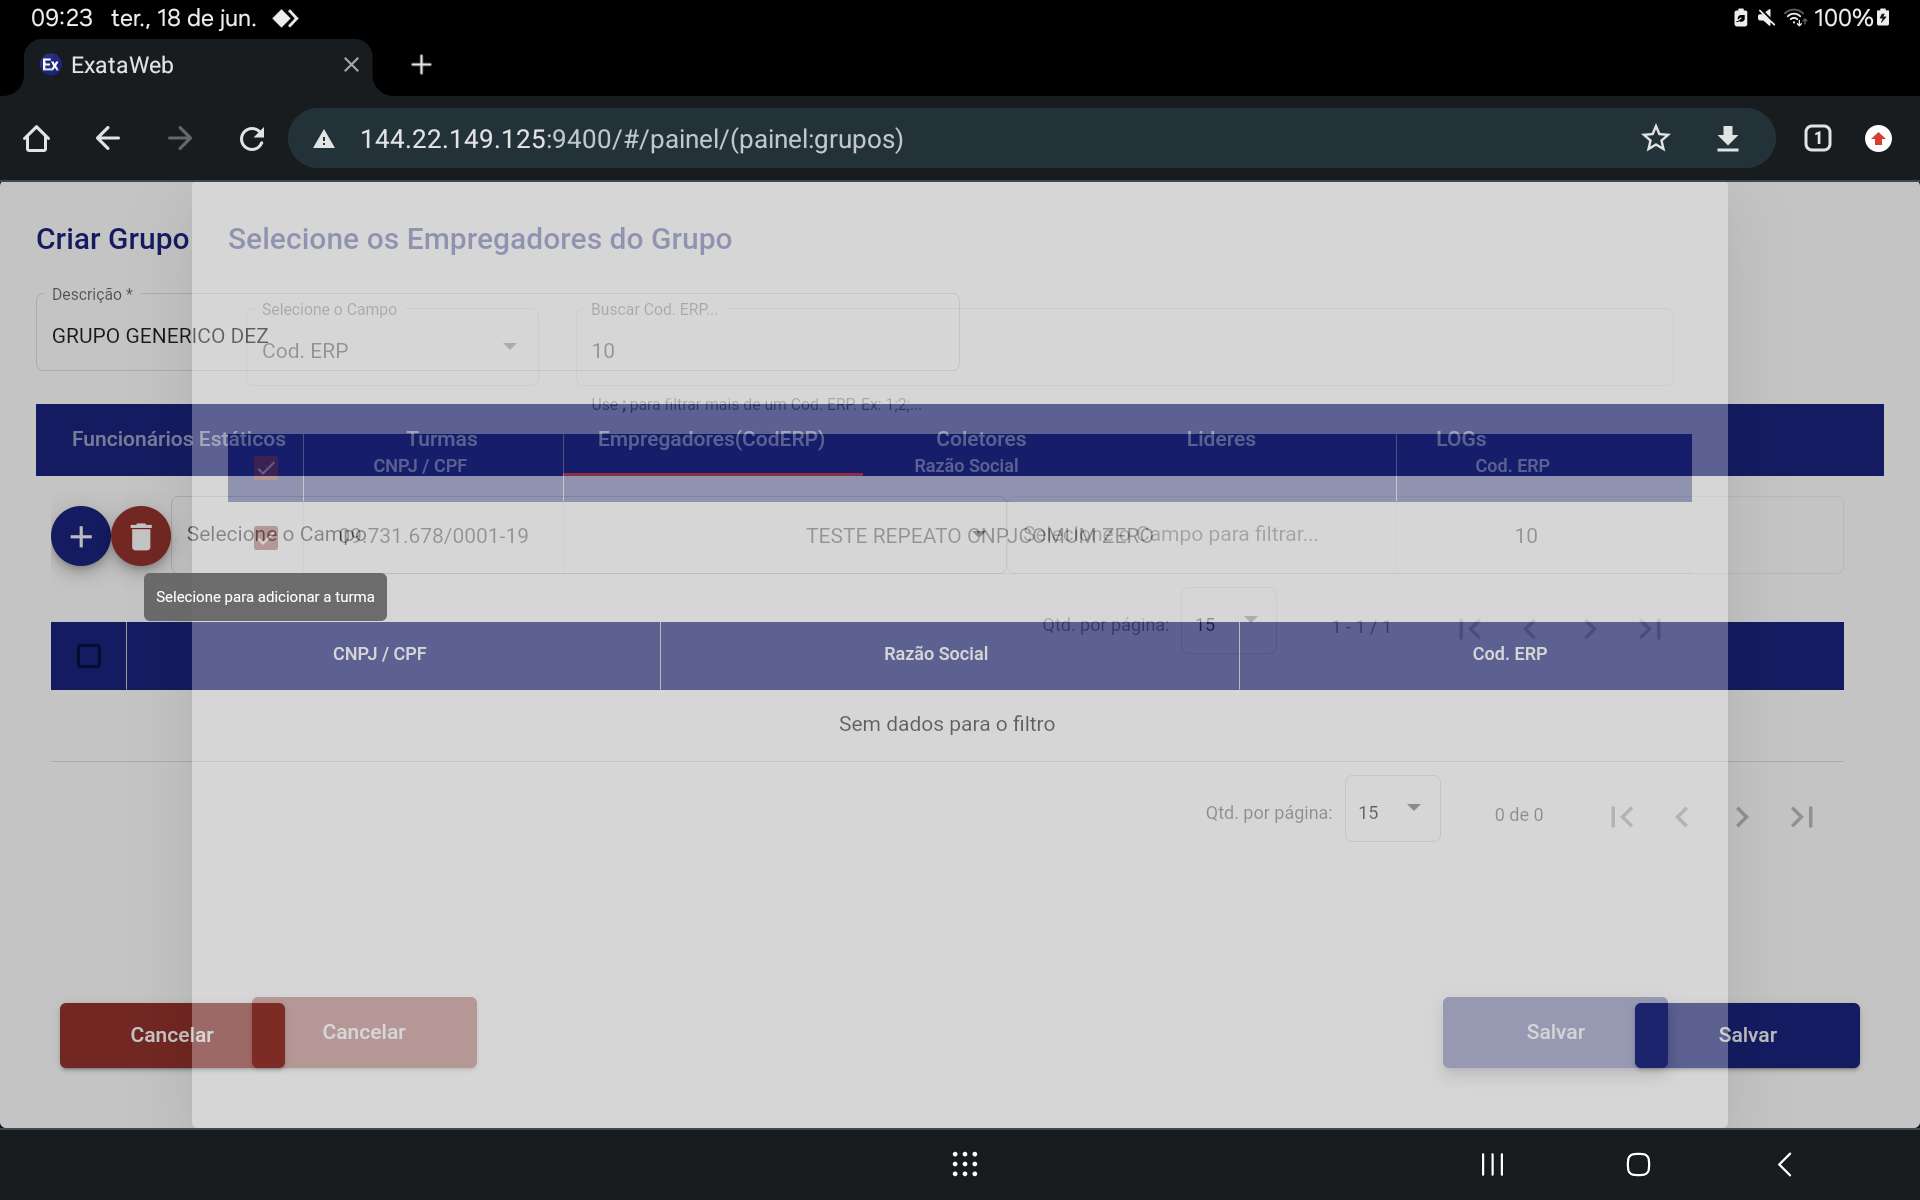 09:23 ter., 18 de jun.
100%
Ex ExataWeb
144.22.149.125:9400/#/painel/(painel:grupos)
1
Criar Grupo
Selecione os Empregadores do Grupo
Descrição *
GRUPO GENERICO DEZ
Selecione o Campo
Cod. ERP
Buscar Cod. ERP...
10
Use ; para filtrar mais de um Cod. ERP. Ex: 1;2;...
Funcionários Estáticos Turmas Empregadores(CodERP) Coletores Lideres LOGs
CNPJ / CPF Razão Social Cod. ERP
Selecione o Campo
09.731.678/0001-19 TESTE REPEATO CNPJCOMUM ZERO 10
Selecione o Campo para filtrar...
Selecione para adicionar a turma
Qtd. por página: 15 1 - 1 / 1
CNPJ / CPF Razão Social Cod. ERP
Sem dados para o filtro
Qtd. por página: 15 0 de 0
Cancelar Cancelar Salvar Salvar